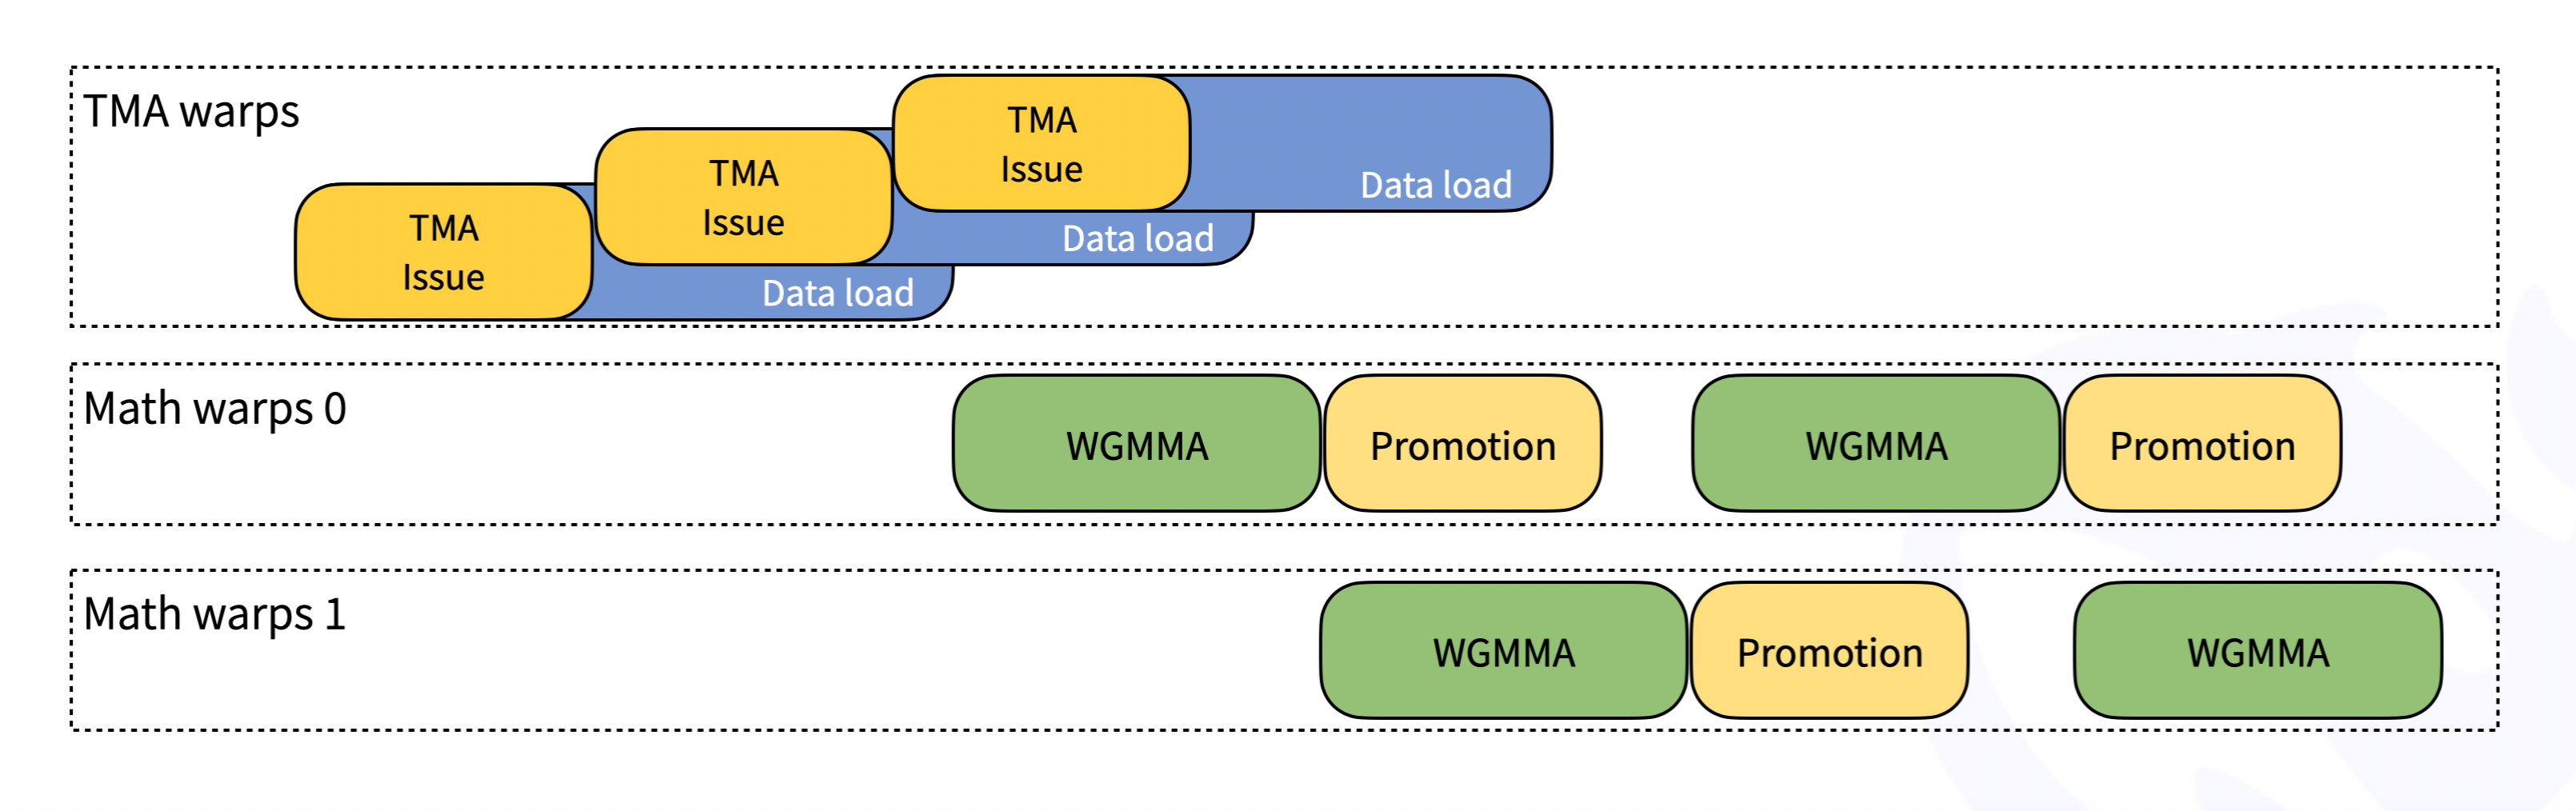 TMA warps
TMA
Issue
Data load
TMA
Issue
Data load
TMA
Issue
Data load
Math warps 0
WGMMA
Promotion
WGMMA
Promotion
Math warps 1
WGMMA
Promotion
WGMMA